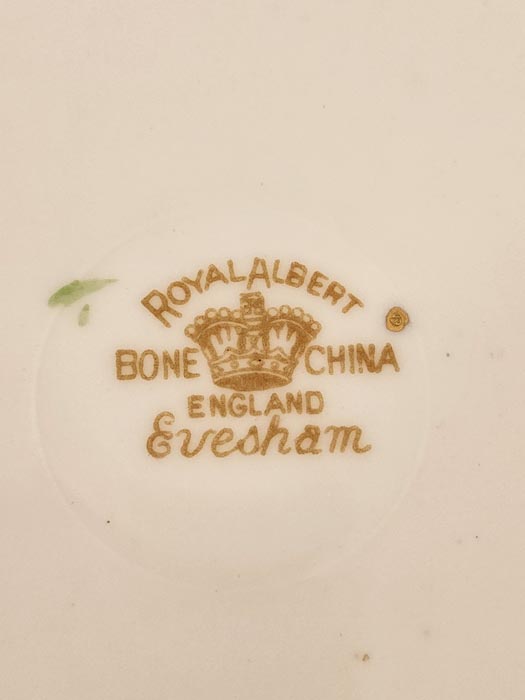 ROYAL ALBERT
BONE CHINA
ENGLAND
Evesham